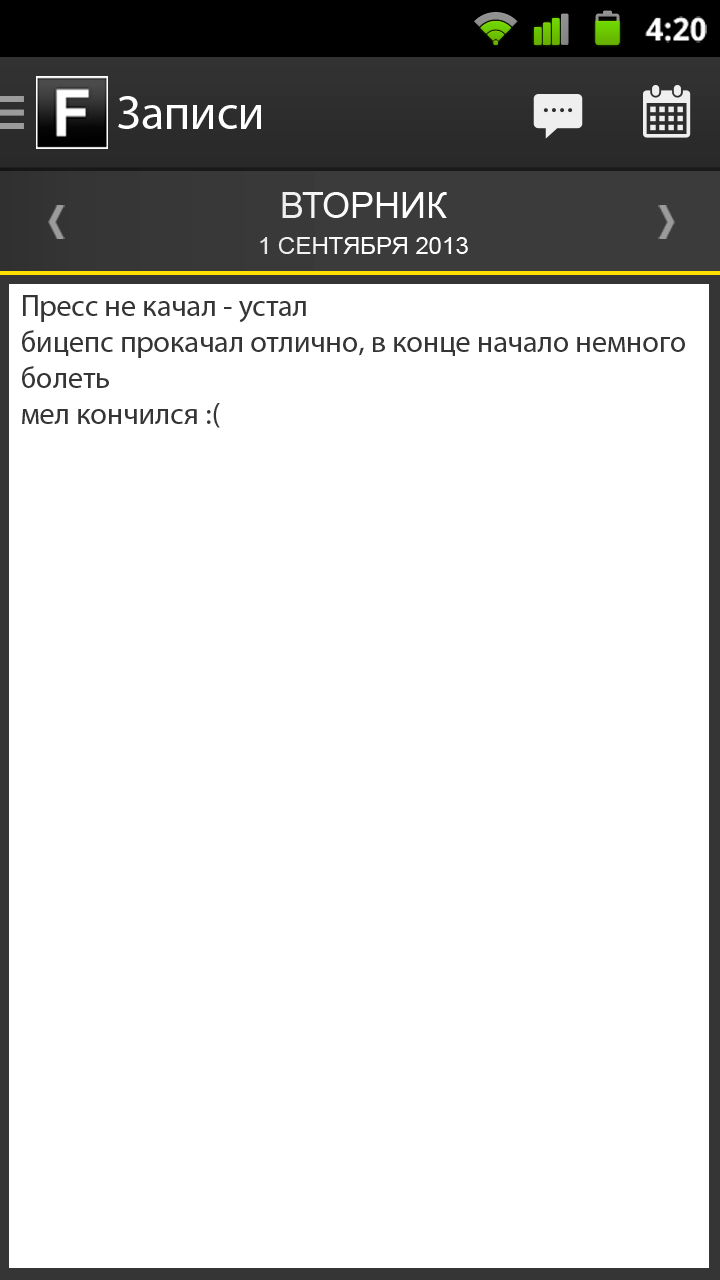 4:20
F Записи
ВТОРНИК
1 СЕНТЯБРЯ 2013
Пресс не качал - устал
бицепс прокачал отлично, в конце начало немного
болеть
мел кончился :(